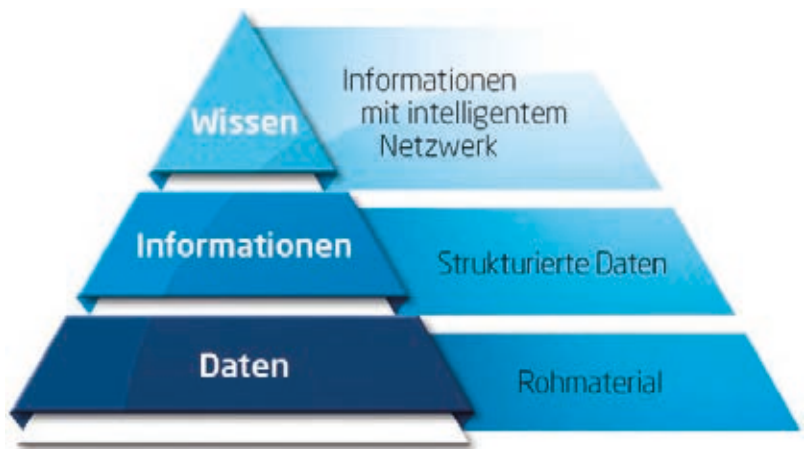 Wissen
Informationen
mit intelligentem
Netzwerk
Informationen
Strukturierte Daten
Daten
Rohmaterial